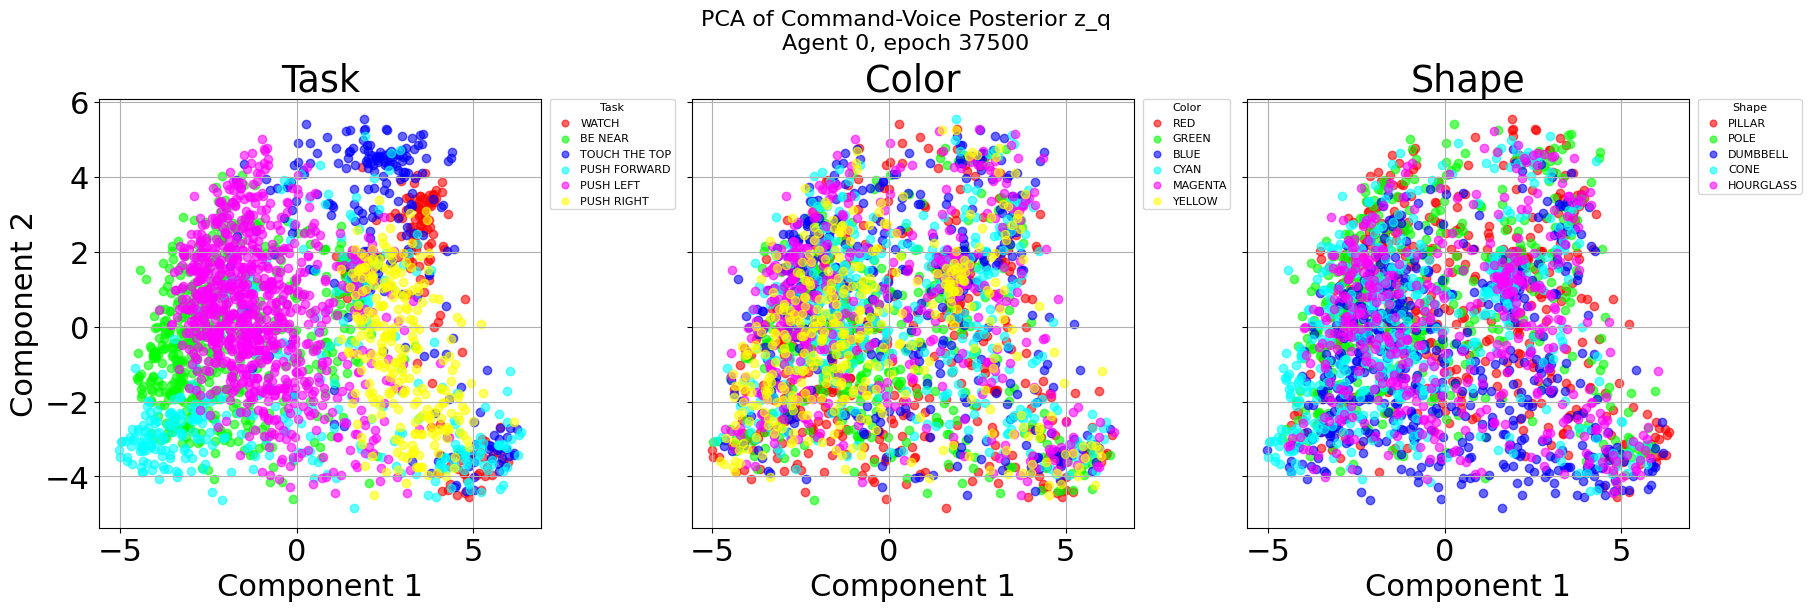 PCA of Command-Voice Posterior z_q
Agent 0, epoch 37500
Task
Color
Shape
Component 2
6
4
2
0
−2
−4
−5
0
5
Component 1
Task
WATCH
BE NEAR
TOUCH THE TOP
PUSH FORWARD
PUSH LEFT
PUSH RIGHT
−5
0
5
Component 1
Color
RED
GREEN
BLUE
CYAN
MAGENTA
YELLOW
−5
0
5
Component 1
Shape
PILLAR
POLE
DUMBBELL
CONE
HOURGLASS